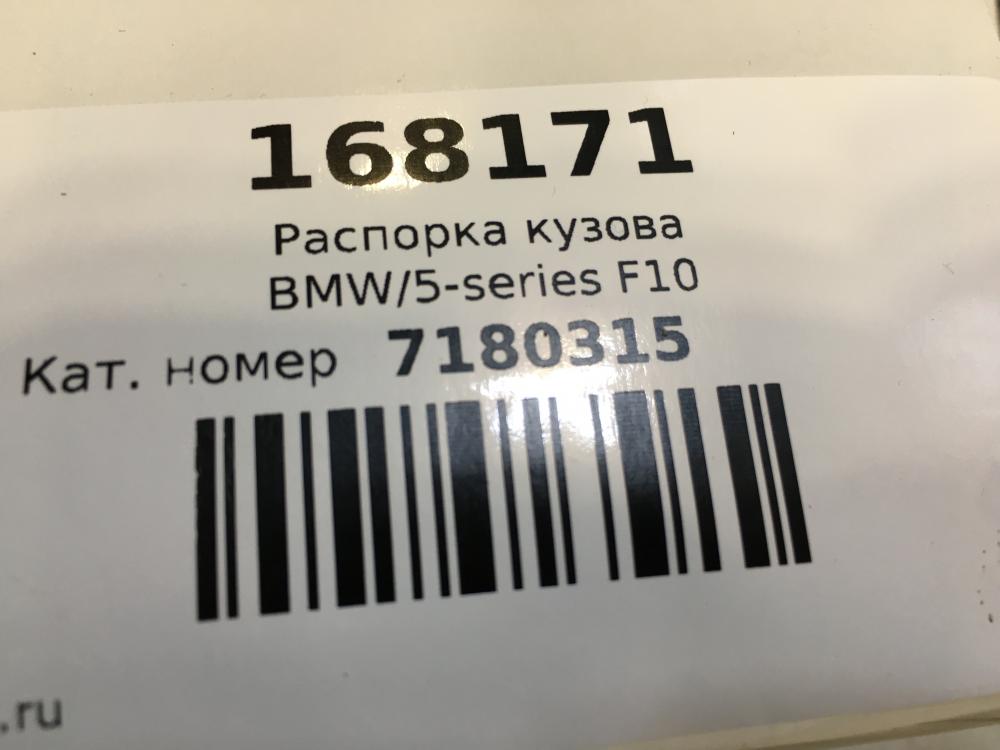 168171
Распорка кузова
BMW/5-series F10
Кат. номер 7180315
.ru